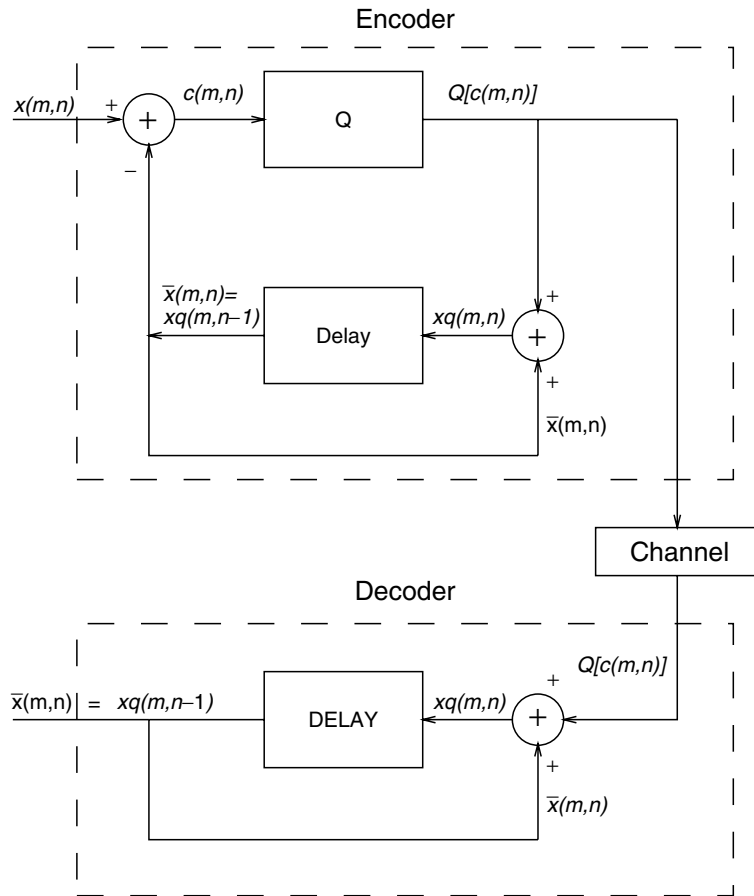 Encoder
x(m,n)
+
+
−
c(m,n)
Q
Q[c(m,n)]
x̅(m,n)=
xq(m,n−1)
Delay
xq(m,n)
+
+
+
x̅(m,n)
Channel
Decoder
Q[c(m,n)]
x̅(m,n) = xq(m,n−1)
DELAY
xq(m,n)
+
+
+
x̅(m,n)